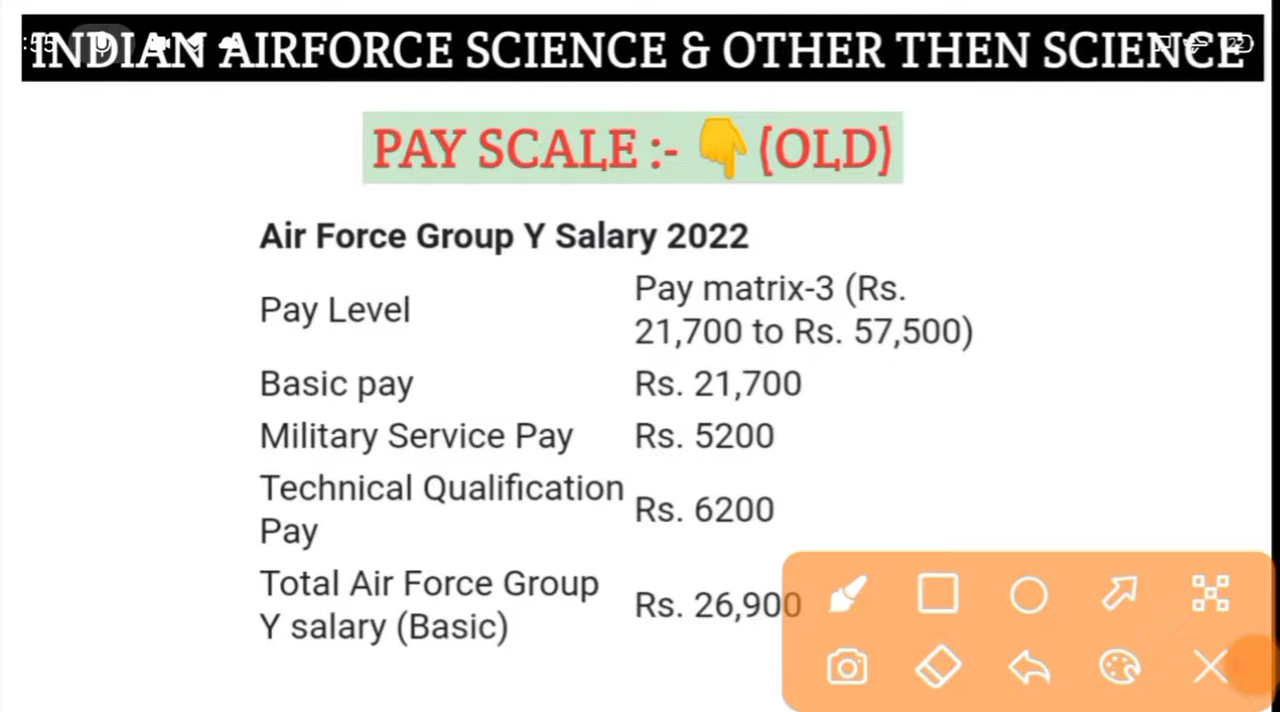 INDIAN AIRFORCE SCIENCE & OTHER THEN SCIENCE
PAY SCALE :- 👇 (OLD)
Air Force Group Y Salary 2022
Pay Level
Pay matrix-3 (Rs.
21,700 to Rs. 57,500)
Basic pay
Rs. 21,700
Military Service Pay
Rs. 5200
Technical Qualification
Pay
Rs. 6200
Total Air Force Group
Y salary (Basic)
Rs. 26,900